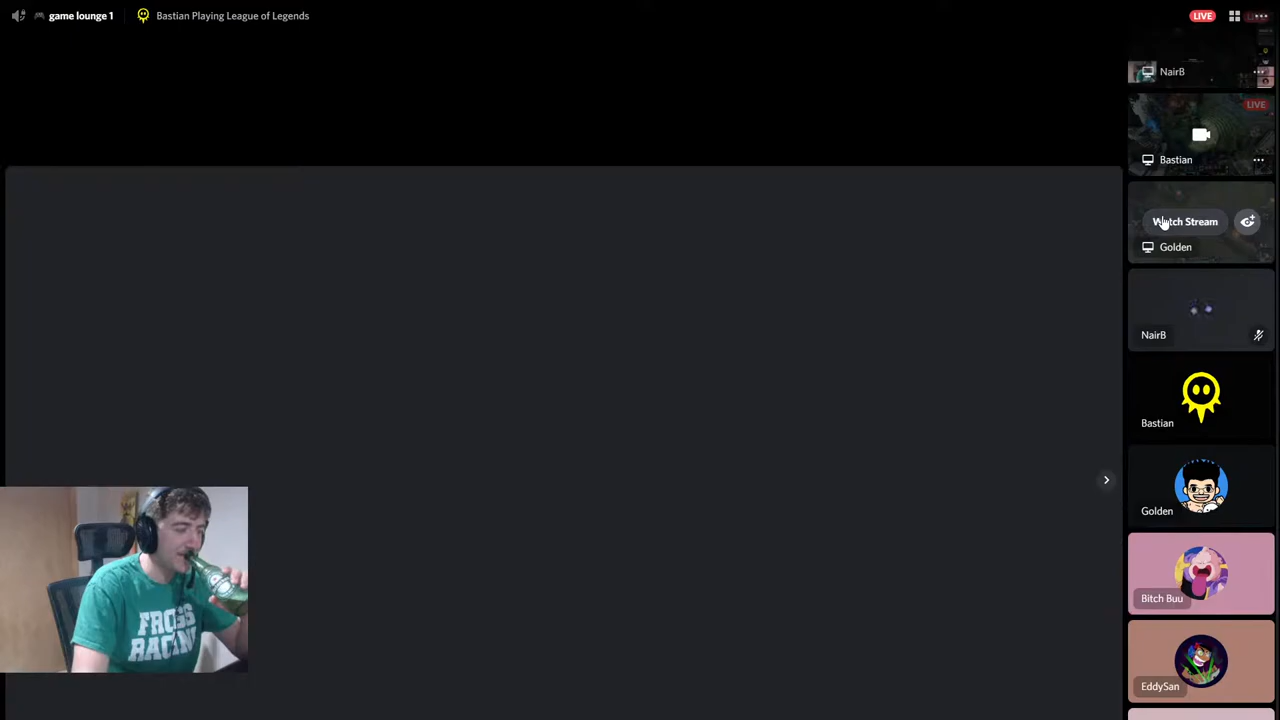 game lounge 1
Bastian Playing League of Legends
LIVE
NairB
LIVE
Bastian
Watch Stream
Golden
NairB
Bastian
Golden
Bitch Buu
EddySan
FROGS
RACING